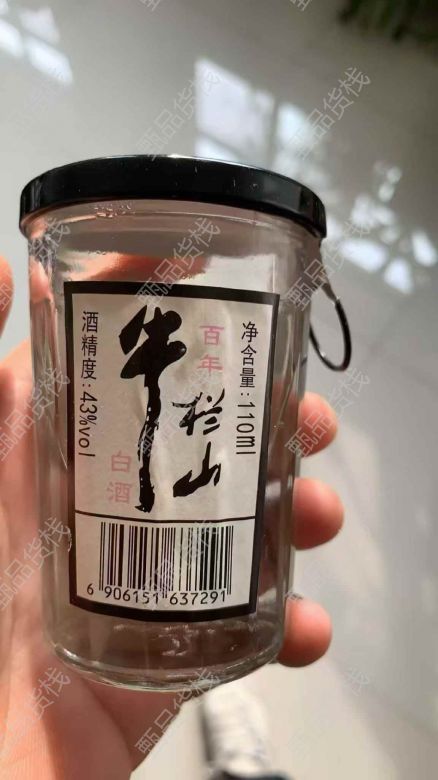 净含量:110ml
百年
牛栏山
白酒
酒精度:43%vol
6 906151 637291
甄品货栈